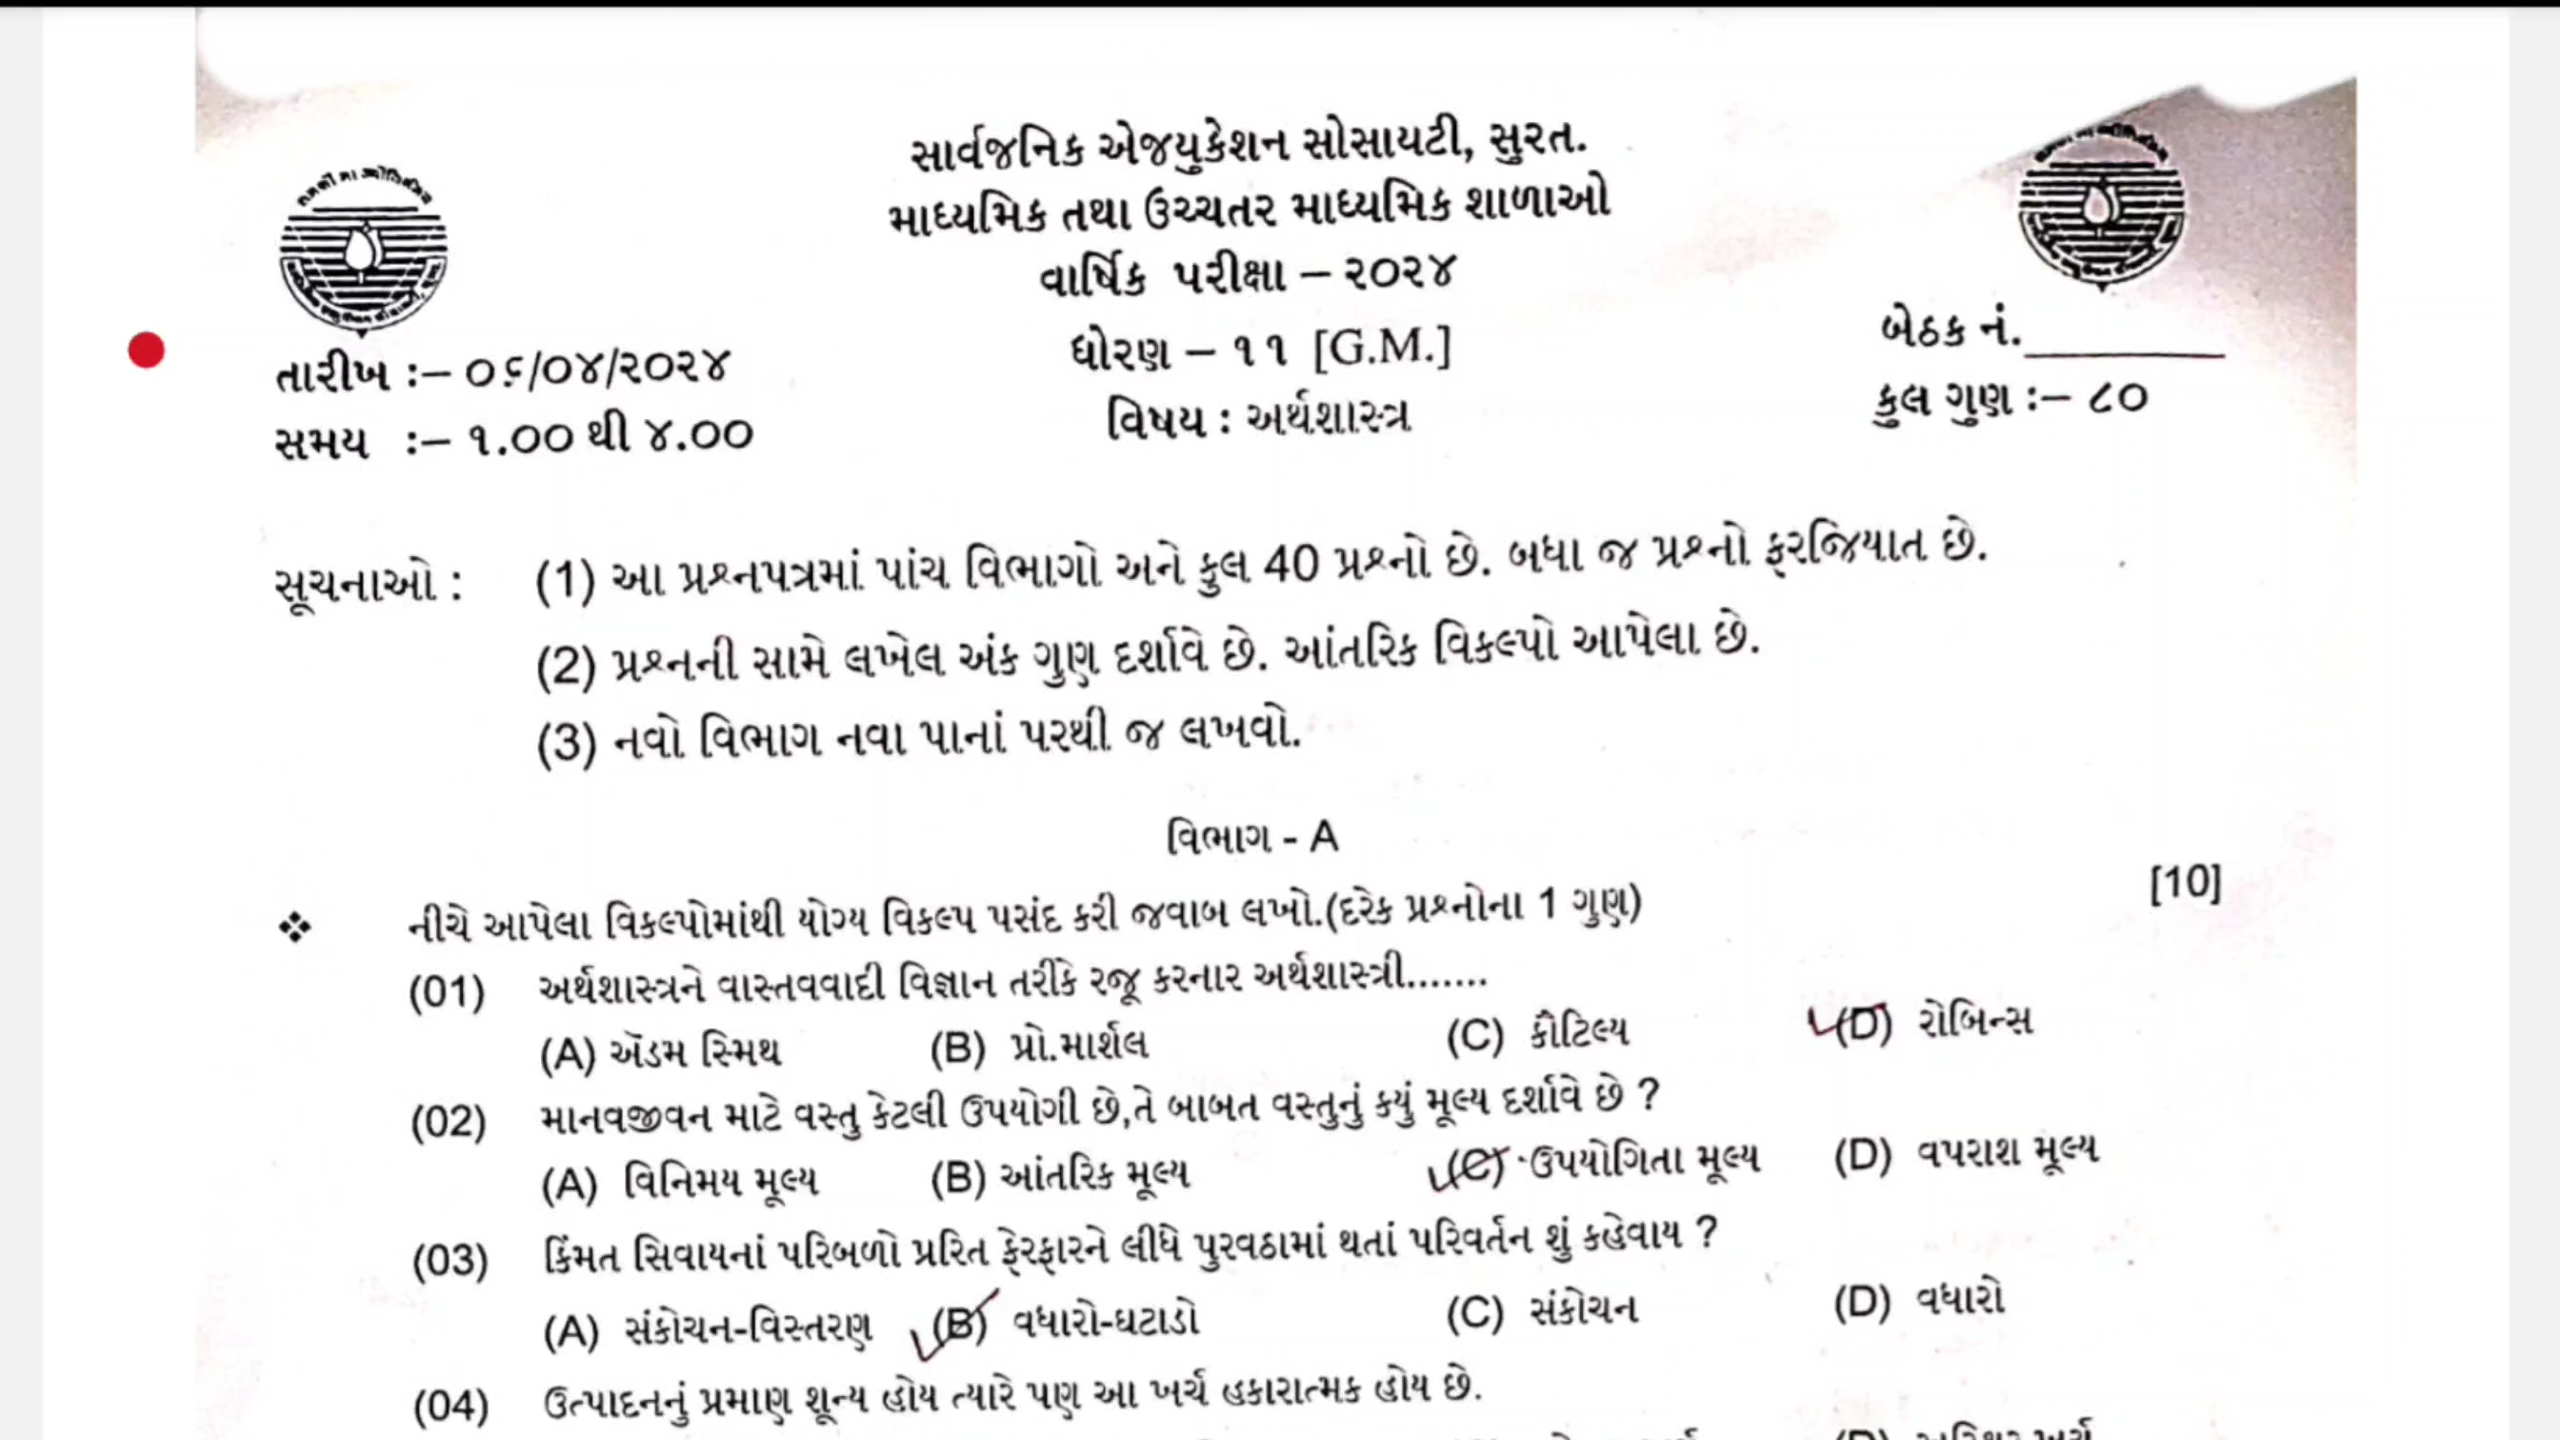 સાર્વજનિક એજયુકેશન સોસાયટી, સુરત.
માધ્યમિક તથા ઉચ્ચતર માધ્યમિક શાળાઓ
વાર્ષિક પરીક્ષા – ૨૦૨૪
ધોરણ – ૧૧ [G.M.]
વિષય : અર્થશાસ્ત્ર
તારીખ :– ૦૬/૦૪/૨૦૨૪
સમય :– ૧.૦૦ થી ૪.૦૦
બેઠક નં.
કુલ ગુણ :– ૮૦
સૂચનાઓ : (1) આ પ્રશ્નપત્રમાં પાંચ વિભાગો અને કુલ 40 પ્રશ્નો છે. બધા જ પ્રશ્નો ફરજિયાત છે.
(2) પ્રશ્નની સામે લખેલ અંક ગુણ દર્શાવે છે. આંતરિક વિકલ્પો આપેલા છે.
(3) નવો વિભાગ નવા પાનાં પરથી જ લખવો.
વિભાગ - A
❖ નીચે આપેલા વિકલ્પોમાંથી યોગ્ય વિકલ્પ પસંદ કરી જવાબ લખો.(દરેક પ્રશ્નોના 1 ગુણ) [10]
(01) અર્થશાસ્ત્રને વાસ્તવવાદી વિજ્ઞાન તરીકે રજૂ કરનાર અર્થશાસ્ત્રી.......
(A) ઍડમ સ્મિથ (B) પ્રો.માર્શલ (C) કૌટિલ્ય (D) રોબિન્સ
(02) માનવજીવન માટે વસ્તુ કેટલી ઉપયોગી છે,તે બાબત વસ્તુનું કયું મૂલ્ય દર્શાવે છે ?
(A) વિનિમય મૂલ્ય (B) આંતરિક મૂલ્ય (C) ઉપયોગિતા મૂલ્ય (D) વપરાશ મૂલ્ય
(03) કિંમત સિવાયનાં પરિબળો પ્રરિત ફેરફારને લીધે પુરવઠામાં થતાં પરિવર્તન શું કહેવાય ?
(A) સંકોચન-વિસ્તરણ (B) વધારો-ઘટાડો (C) સંકોચન (D) વધારો
(04) ઉત્પાદનનું પ્રમાણ શૂન્ય હોય ત્યારે પણ આ ખર્ચ હકારાત્મક હોય છે.